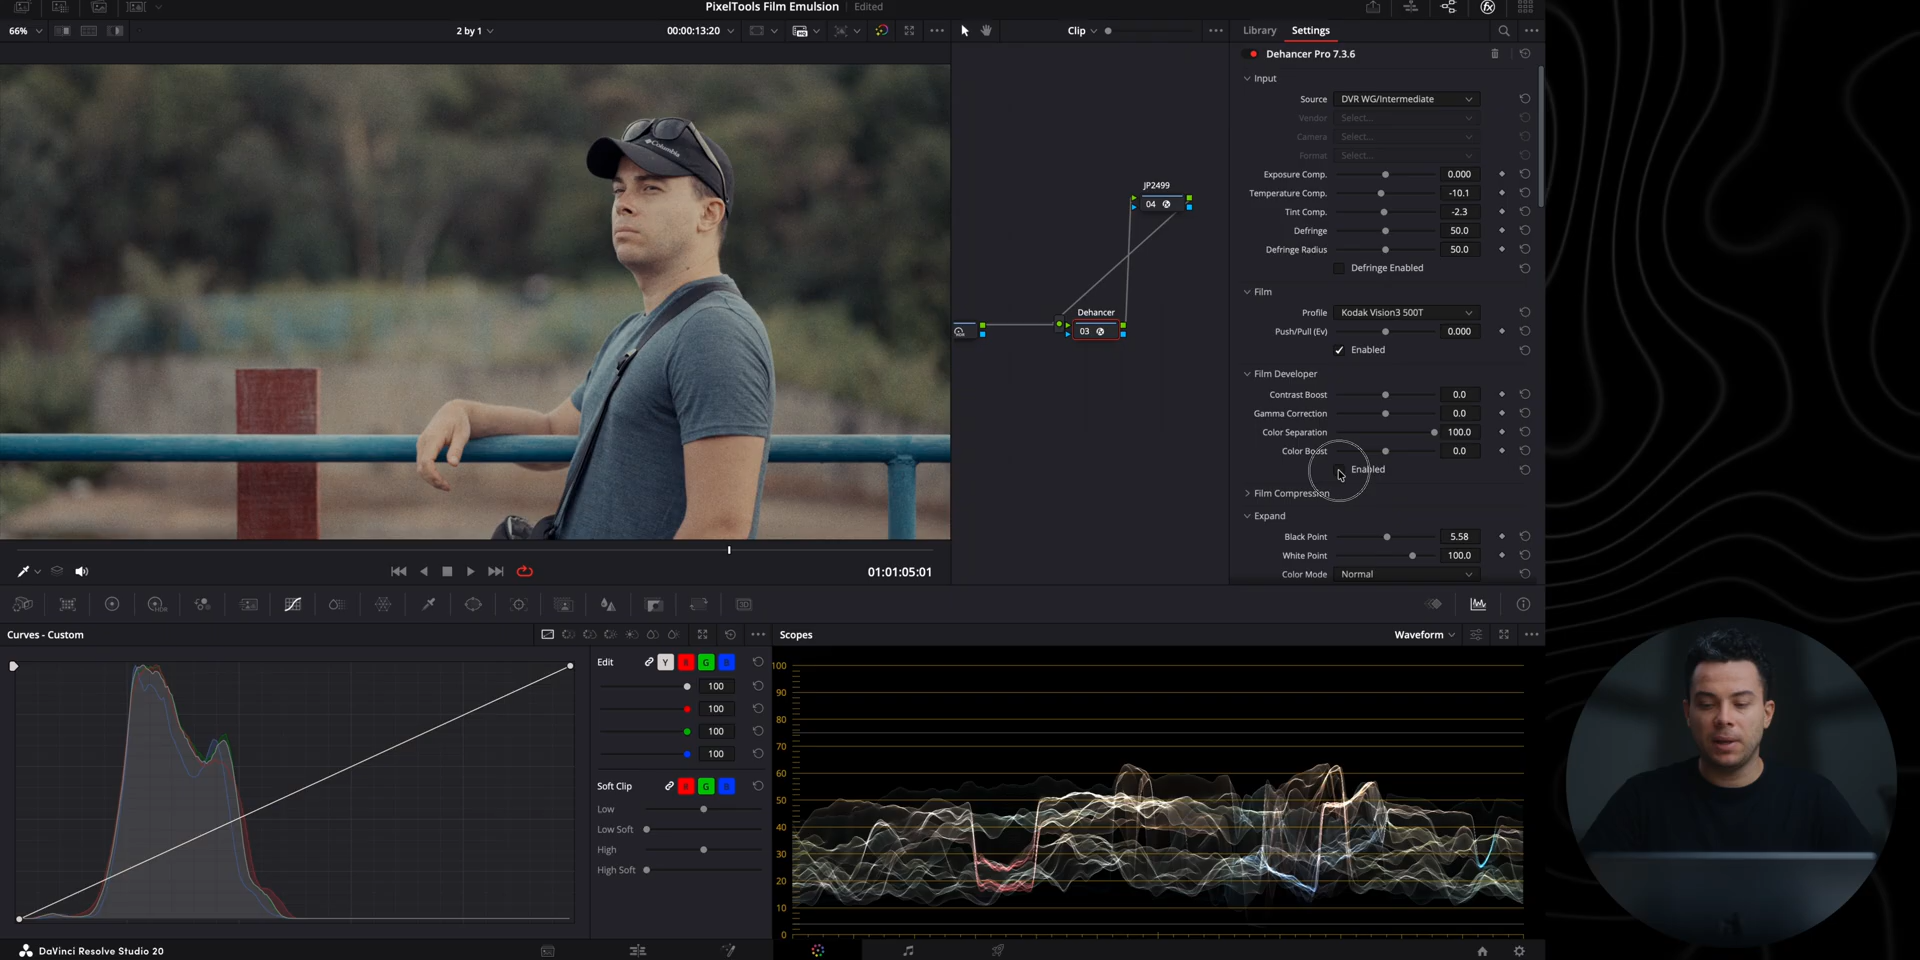 PixelTools Film Emulsion
Edited
66%
2 by 1
00:00:13:20
Clip
Library
Settings
Dehancer Pro 7.3.6
Input
Source
DVR WG/Intermediate
Vendor
Select...
Camera
Select...
Format
Select...
Exposure Comp.
0.000
Temperature Comp.
-10.1
Tint Comp.
-2.3
Defringe
50.0
Defringe Radius
50.0
Defringe Enabled
Film
Profile
Kodak Vision3 500T
Push/Pull (Ev)
0.000
Enabled
Film Developer
Contrast Boost
0.0
Gamma Correction
0.0
Color Separation
100.0
Color Boost
0.0
Enabled
Film Compression
Expand
Black Point
5.58
White Point
100.0
Color Mode
Normal
Columbia
JP2499
04
Dehancer
03
01:01:05:01
HDR
3D
Curves - Custom
Edit
Y
R
G
B
100
100
100
100
Soft Clip
R
G
B
Low
Low Soft
High
High Soft
Scopes
Waveform
100
90
80
70
60
50
40
30
20
10
0
DaVinci Resolve Studio 20